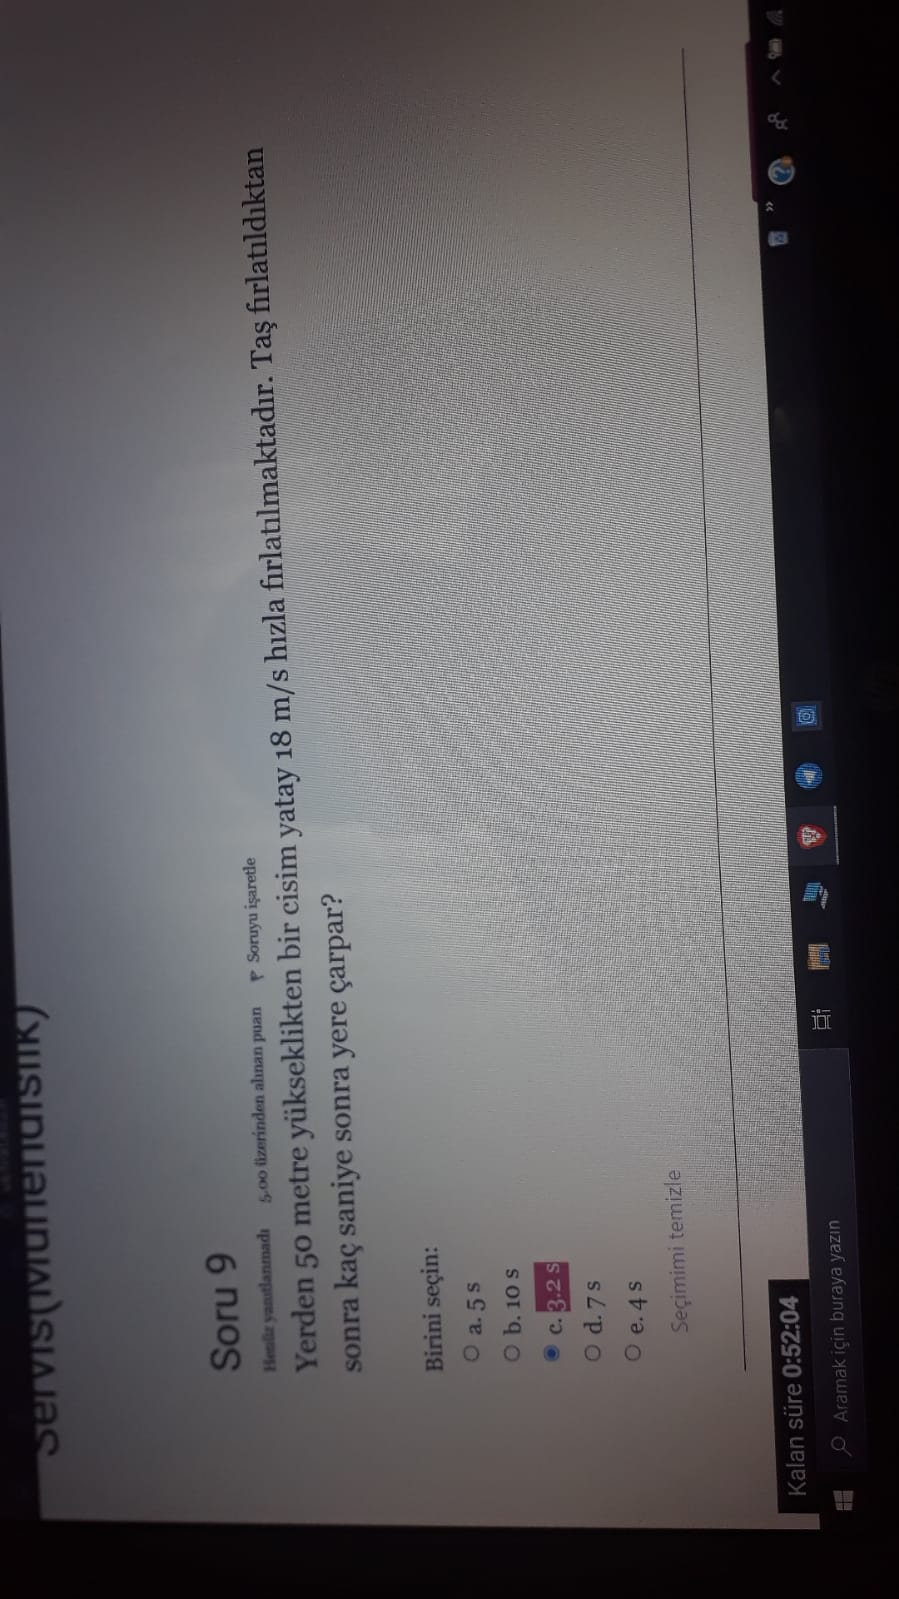 Servis(Mühendislik)
Soru 9
Henüz yanıtlanmadı 5.00 üzerinden alınan puan Soruyu işaretle
Yerden 50 metre yükseklikten bir cisim yatay 18 m/s hızla fırlatılmaktadır. Taş fırlatıldıktan
sonra kaç saniye sonra yere çarpar?
Birini seçin:
a. 5 s
b. 10 s
c. 3.2 s
d. 7 s
e. 4 s
Seçimimi temizle
Kalan süre 0:52:04
Aramak için buraya yazın